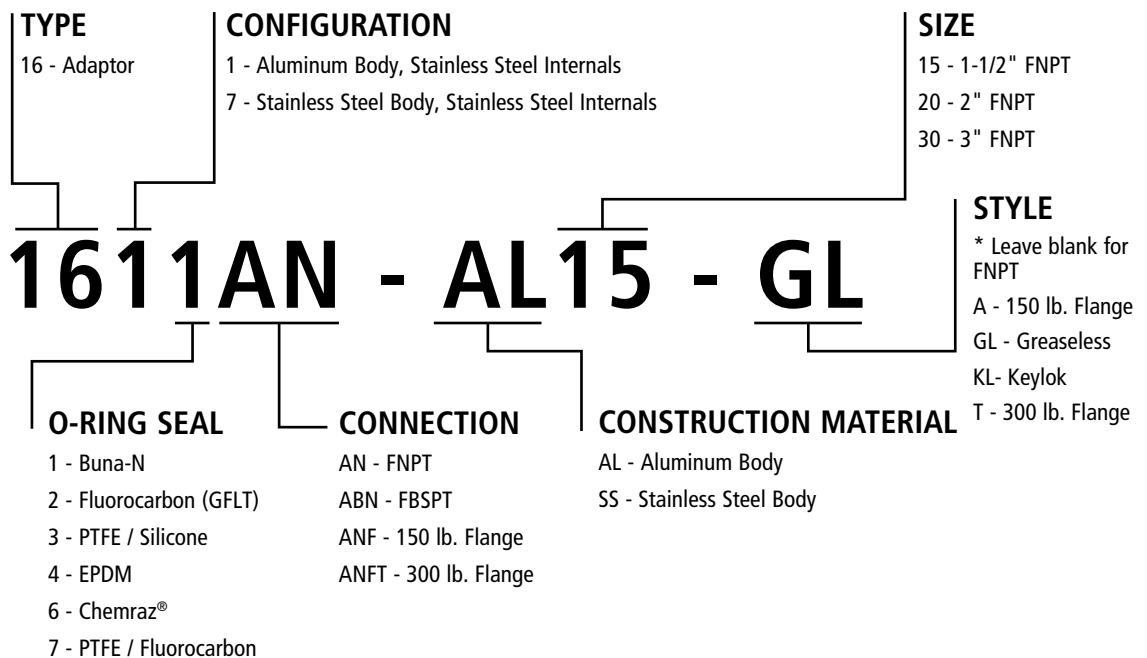 TYPE
16 - Adaptor
CONFIGURATION
1 - Aluminum Body, Stainless Steel Internals
7 - Stainless Steel Body, Stainless Steel Internals
SIZE
15 - 1-1/2" FNPT
20 - 2" FNPT
30 - 3" FNPT
1611AN - AL15 - GL
STYLE
* Leave blank for
FNPT
A - 150 lb. Flange
GL - Greaseless
KL- Keylok
T - 300 lb. Flange
O-RING SEAL
1 - Buna-N
2 - Fluorocarbon (GFLT)
3 - PTFE / Silicone
4 - EPDM
6 - Chemraz®
7 - PTFE / Fluorocarbon
CONNECTION
AN - FNPT
ABN - FBSPT
ANF - 150 lb. Flange
ANFT - 300 lb. Flange
CONSTRUCTION MATERIAL
AL - Aluminum Body
SS - Stainless Steel Body